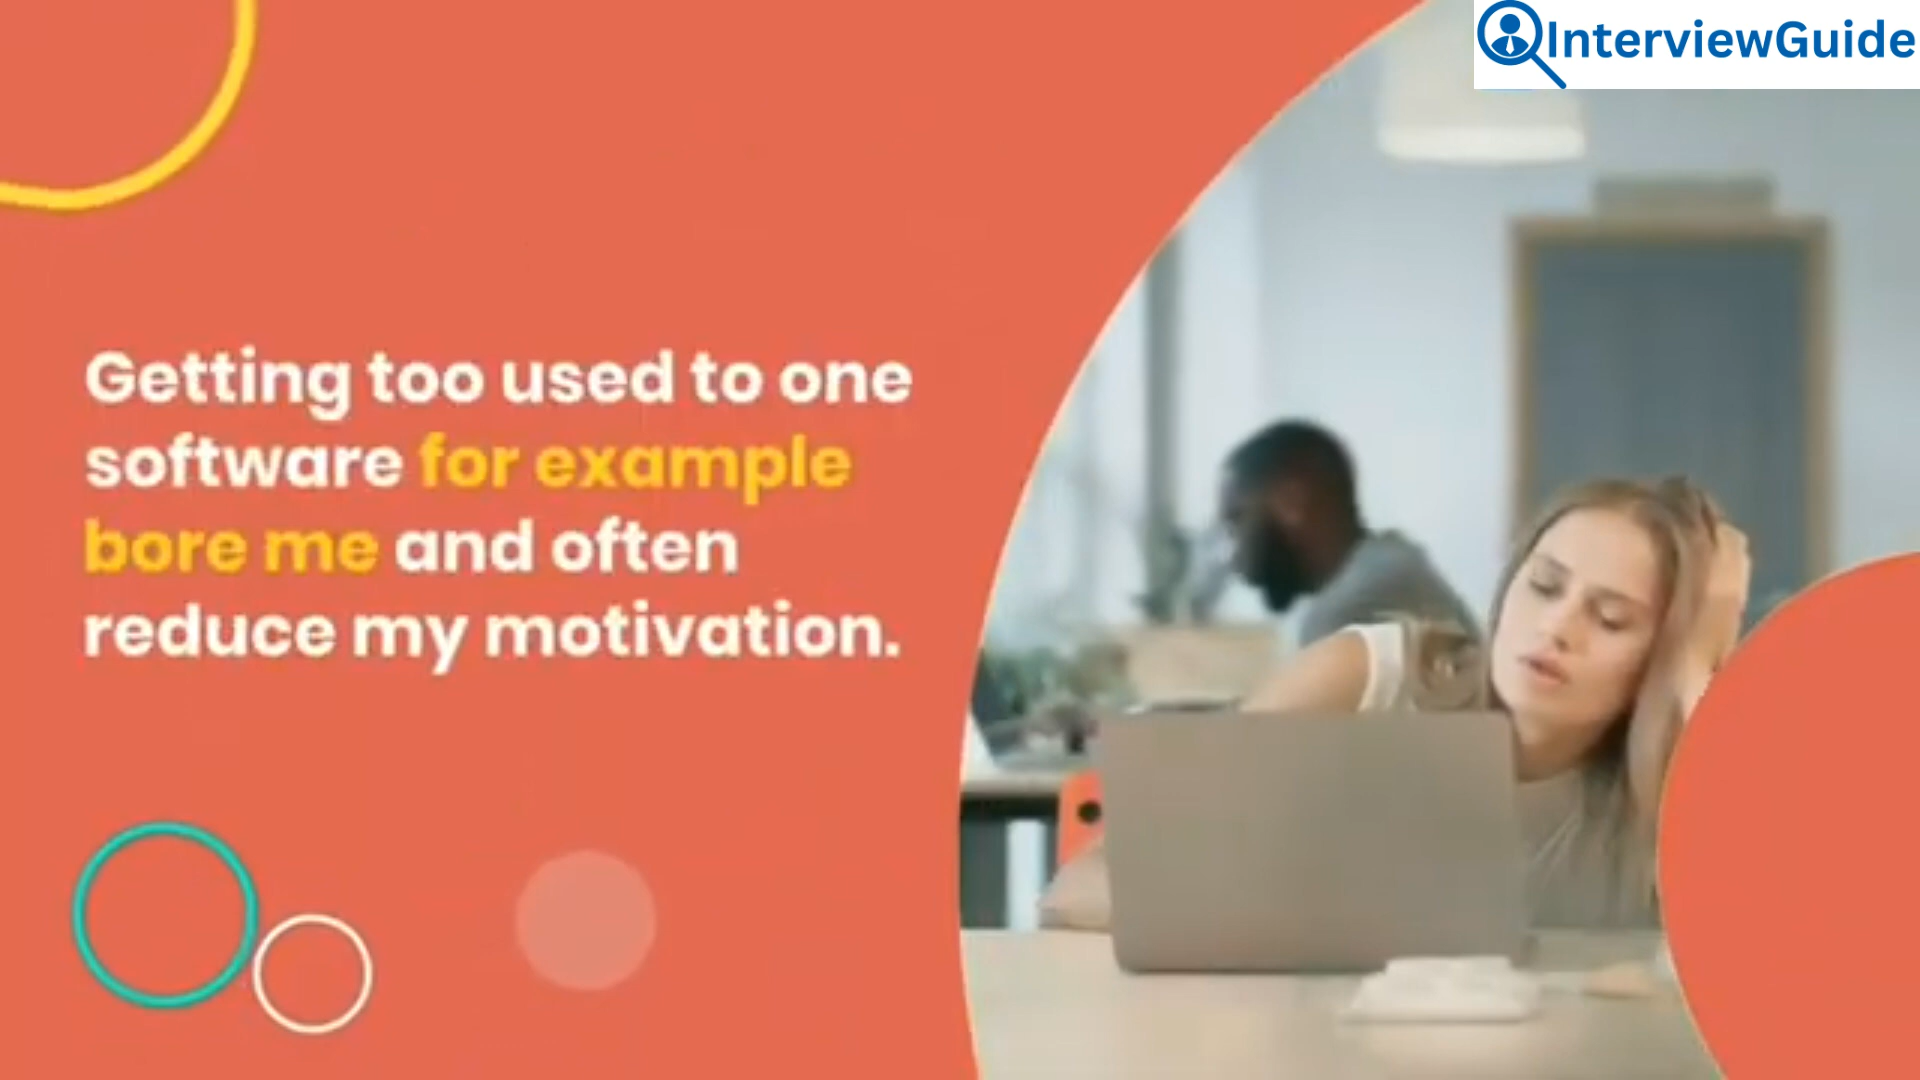 InterviewGuide
Getting too used to one
software for example
bore me and often
reduce my motivation.